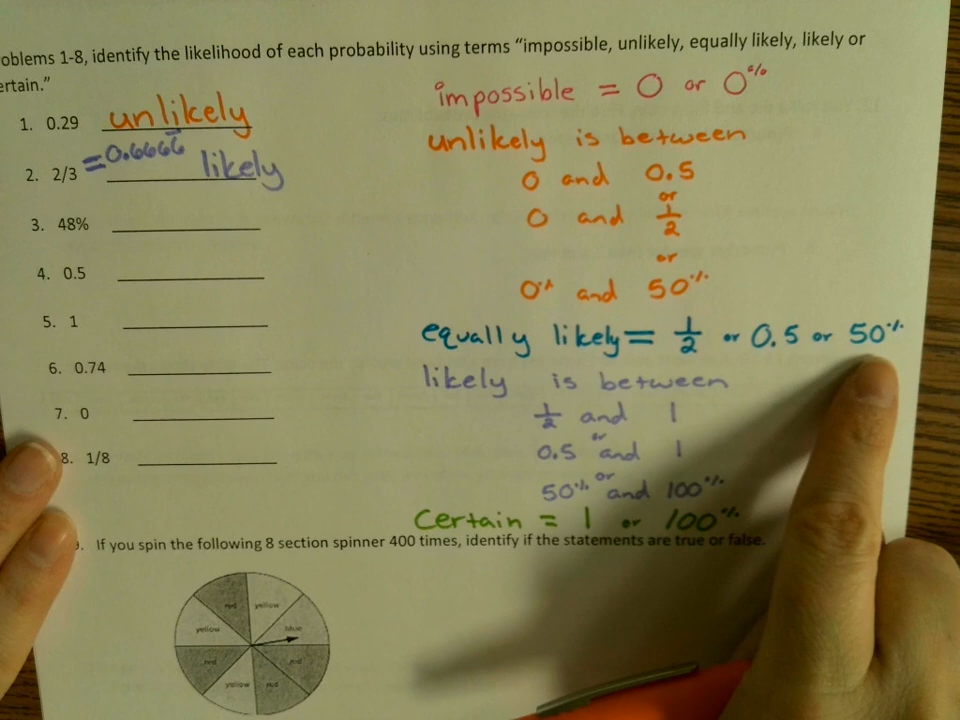 oblems 1-8, identify the likelihood of each probability using terms “impossible, unlikely, equally likely, likely or
ertain.”
impossible = 0 or 0%
1. 0.29 unlikely
unlikely is between
2. 2/3 = 0.6666 likely
0 and 0.5
or
3. 48%
0 and 1/2
or
4. 0.5
0% and 50%
5. 1
equally likely = 1/2 or 0.5 or 50%
6. 0.74
likely is between
7. 0
1/2 and 1
or
8. 1/8
0.5 and 1
or
50% and 100%
Certain = 1 or 100%
. If you spin the following 8 section spinner 400 times, identify if the statements are true or false.
red yellow
yellow blue
red red
yellow red